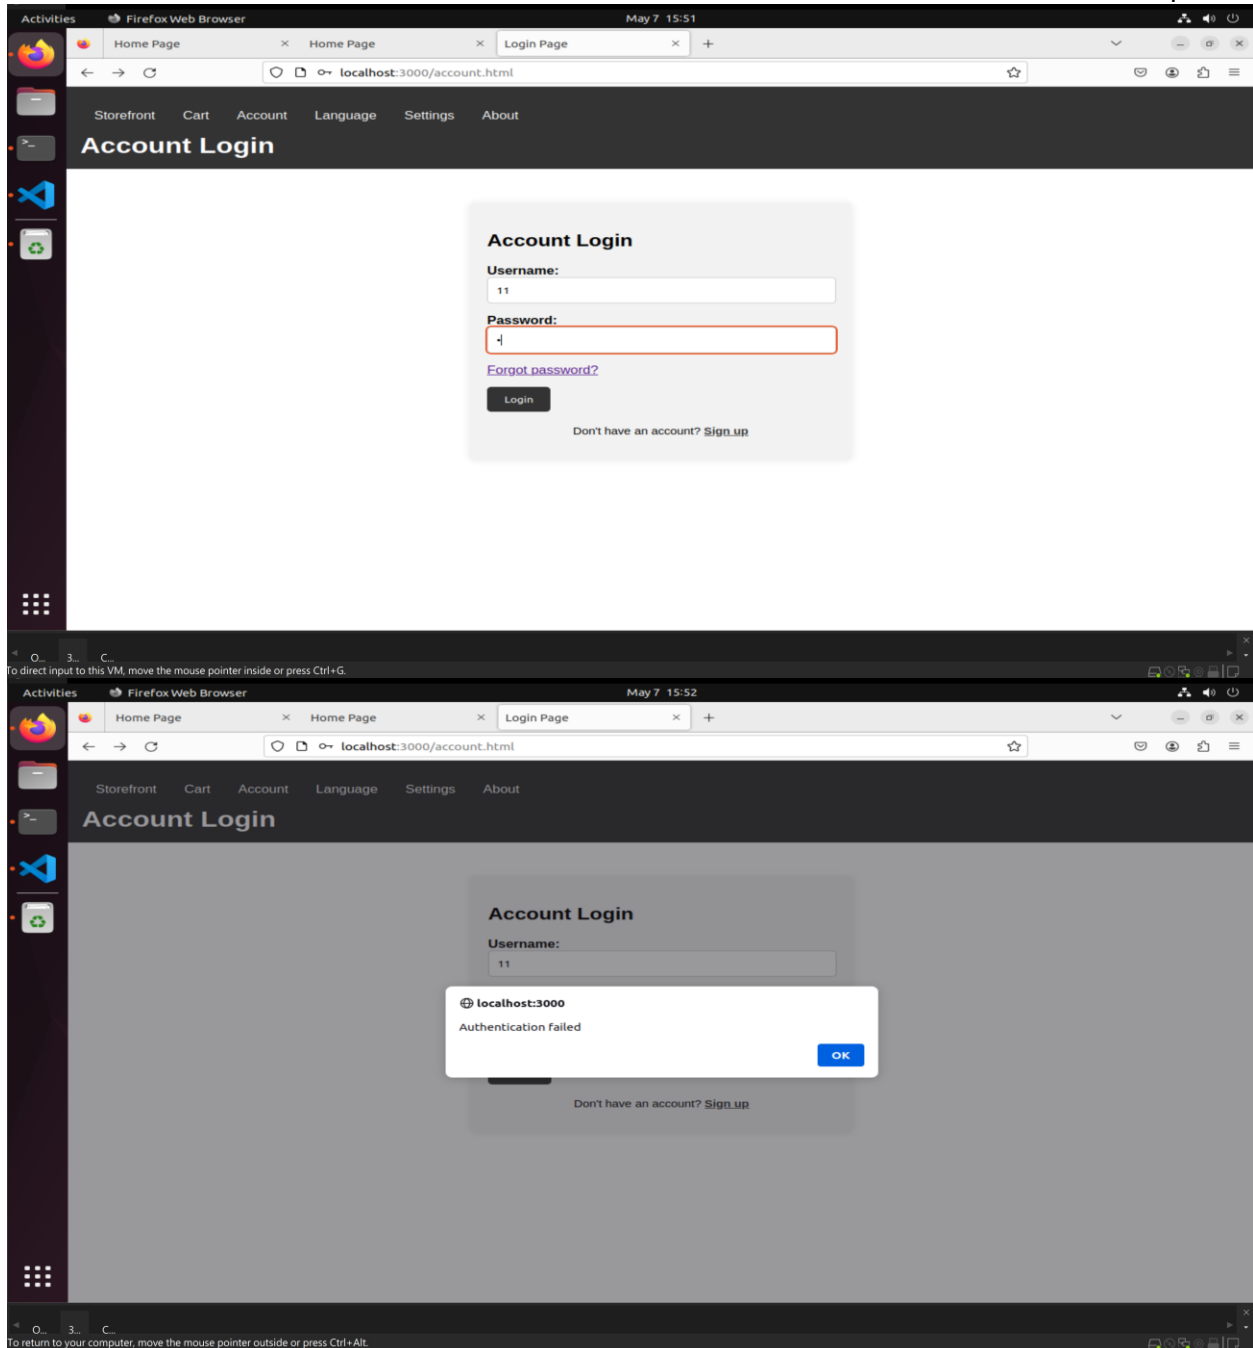 Activities Firefox Web Browser May 7 15:51
Home Page × Home Page × Login Page × +
localhost:3000/account.html
Storefront Cart Account Language Settings About
Account Login
Account Login
Username:
11
Password:
•
Forgot password?
Login
Don't have an account? Sign up
O... 3... C...
To direct input to this VM, move the mouse pointer inside or press Ctrl+G.
Activities Firefox Web Browser May 7 15:52
Home Page × Home Page × Login Page × +
localhost:3000/account.html
Storefront Cart Account Language Settings About
Account Login
Account Login
Username:
11
localhost:3000
Authentication failed
OK
Don't have an account? Sign up
O... 3... C...
To return to your computer, move the mouse pointer outside or press Ctrl+Alt.